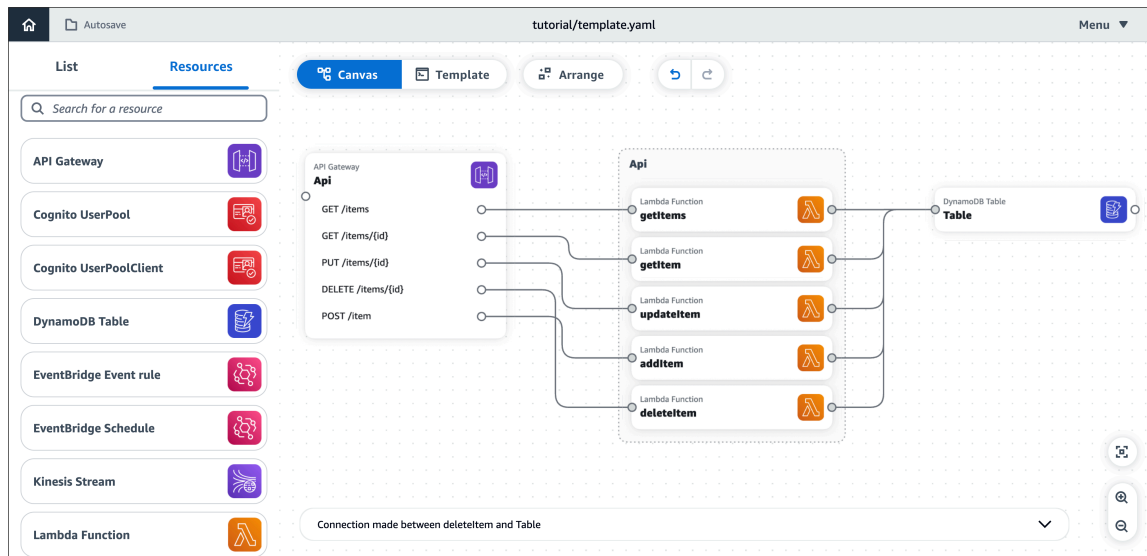 Autosave
tutorial/template.yaml
Menu
List
Resources
Canvas
Template
Arrange
Search for a resource
API Gateway
Cognito UserPool
Cognito UserPoolClient
DynamoDB Table
EventBridge Event rule
EventBridge Schedule
Kinesis Stream
Lambda Function
API Gateway
Api
GET /items
GET /items/{id}
PUT /items/{id}
DELETE /items/{id}
POST /item
Api
Lambda Function
getItems
Lambda Function
getItem
Lambda Function
updateItem
Lambda Function
addItem
Lambda Function
deleteItem
DynamoDB Table
Table
Connection made between deleteItem and Table